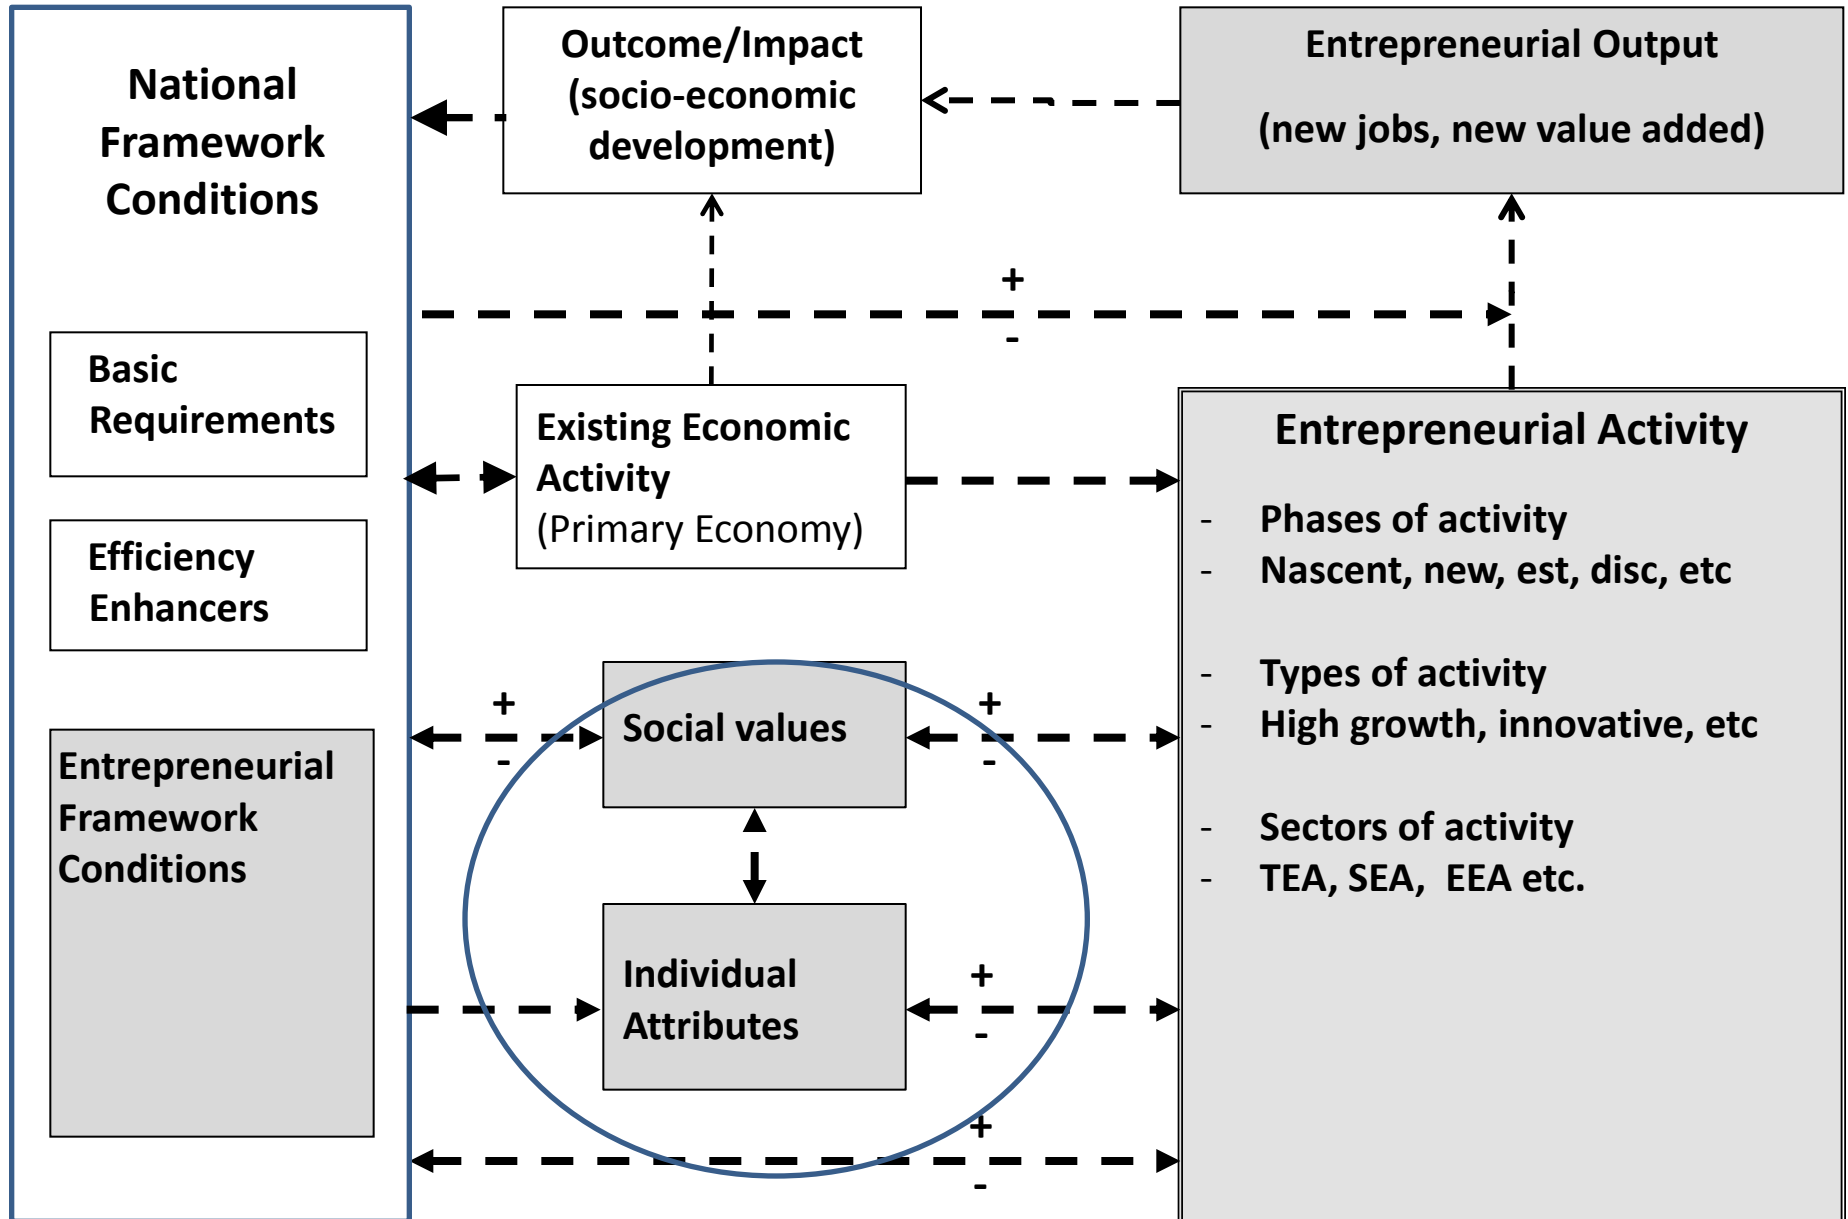 National
Framework
Conditions
Basic
Requirements
Efficiency
Enhancers
Entrepreneurial
Framework
Conditions
Outcome/Impact
(socio-economic
development)
Entrepreneurial Output
(new jobs, new value added)
+
-
Existing Economic
Activity
(Primary Economy)
+
-
Social values
+
-
Individual
Attributes
+
-
+
-
Entrepreneurial Activity
- Phases of activity
- Nascent, new, est, disc, etc
- Types of activity
- High growth, innovative, etc
- Sectors of activity
- TEA, SEA, EEA etc.